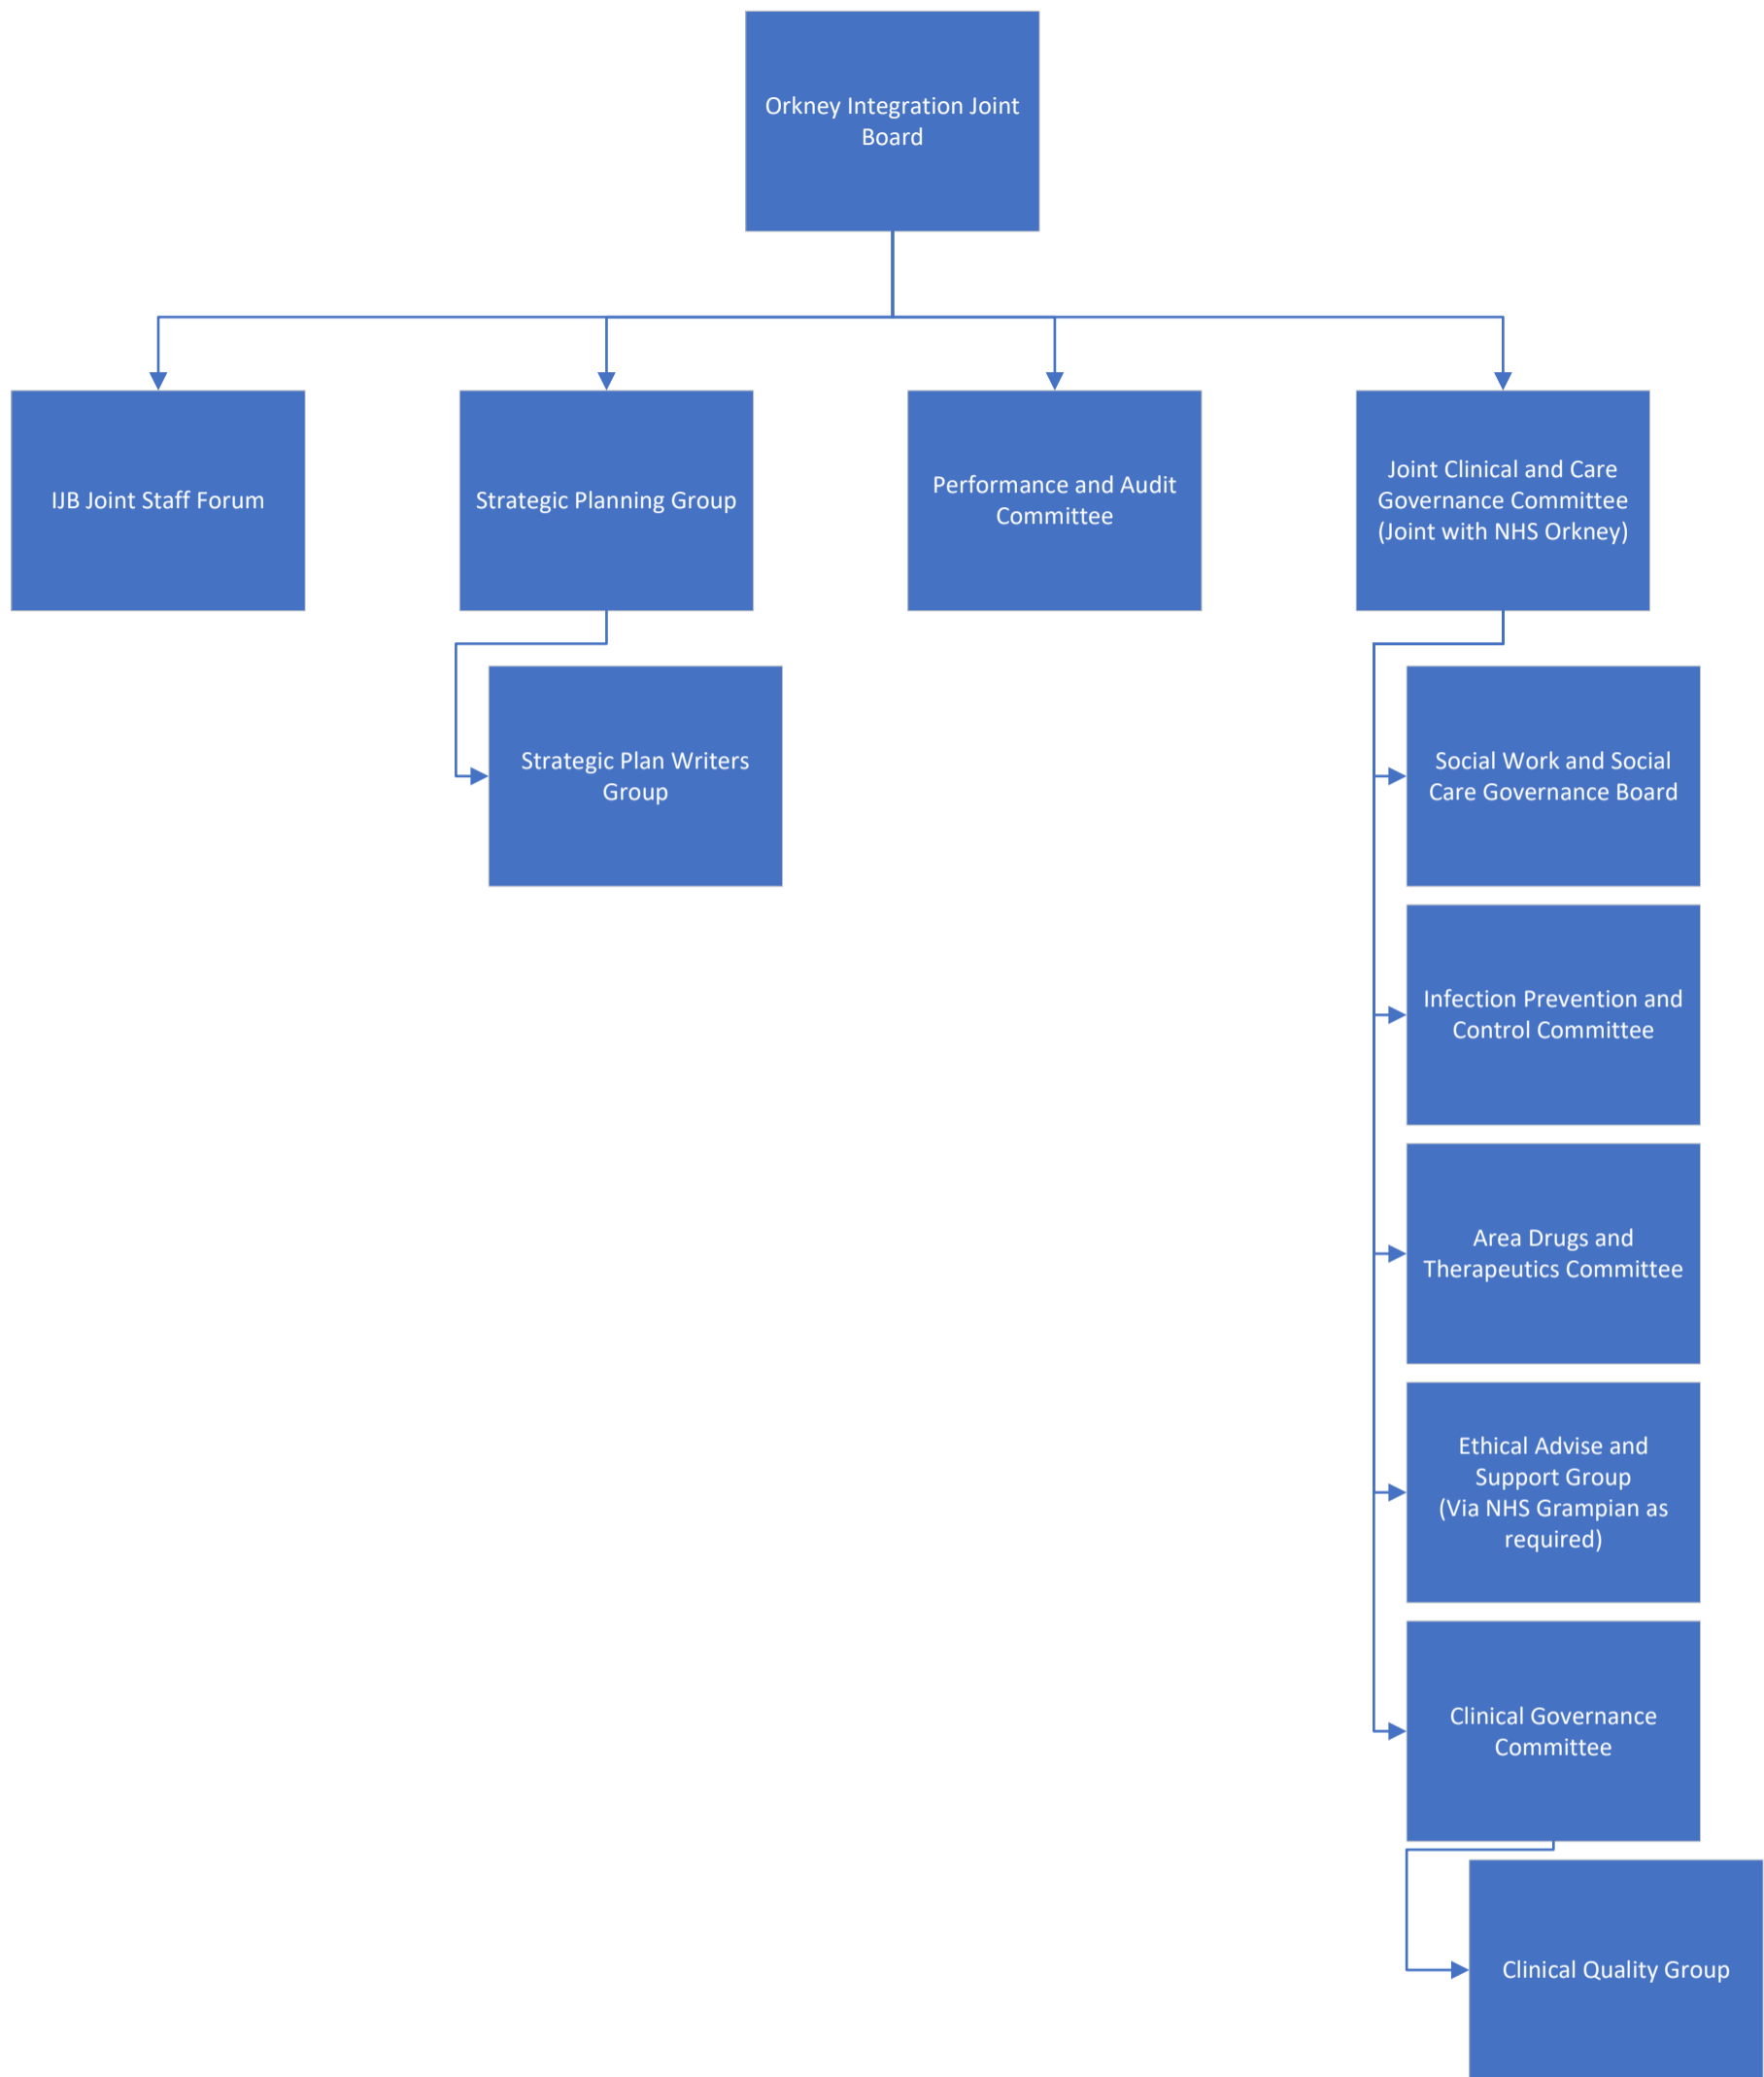 Orkney Integration Joint
Board
IJB Joint Staff Forum
Strategic Planning Group
Performance and Audit
Committee
Joint Clinical and Care
Governance Committee
(Joint with NHS Orkney)
Strategic Plan Writers
Group
Social Work and Social
Care Governance Board
Infection Prevention and
Control Committee
Area Drugs and
Therapeutics Committee
Ethical Advise and
Support Group
(Via NHS Grampian as
required)
Clinical Governance
Committee
Clinical Quality Group